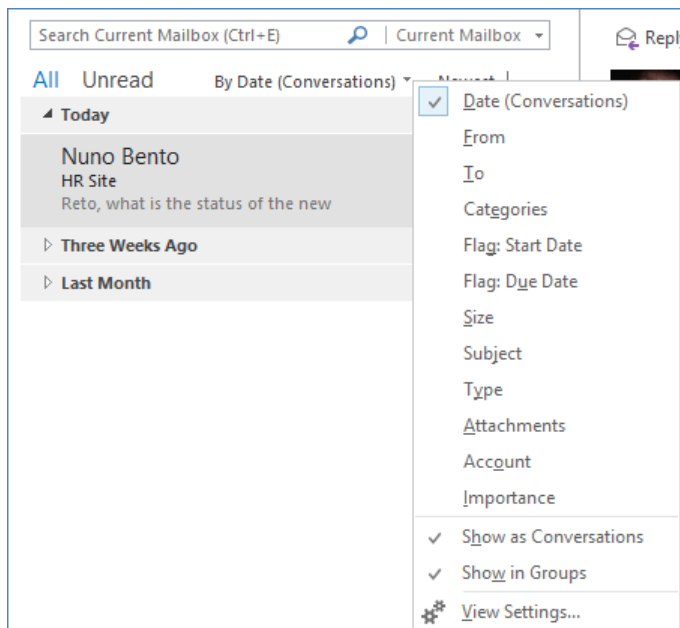 Search Current Mailbox (Ctrl+E) Current Mailbox
Reply
All Unread By Date (Conversations) Newest
Today
Nuno Bento
HR Site
Reto, what is the status of the new
Three Weeks Ago
Last Month
Date (Conversations)
From
To
Categories
Flag: Start Date
Flag: Due Date
Size
Subject
Type
Attachments
Account
Importance
Show as Conversations
Show in Groups
View Settings...